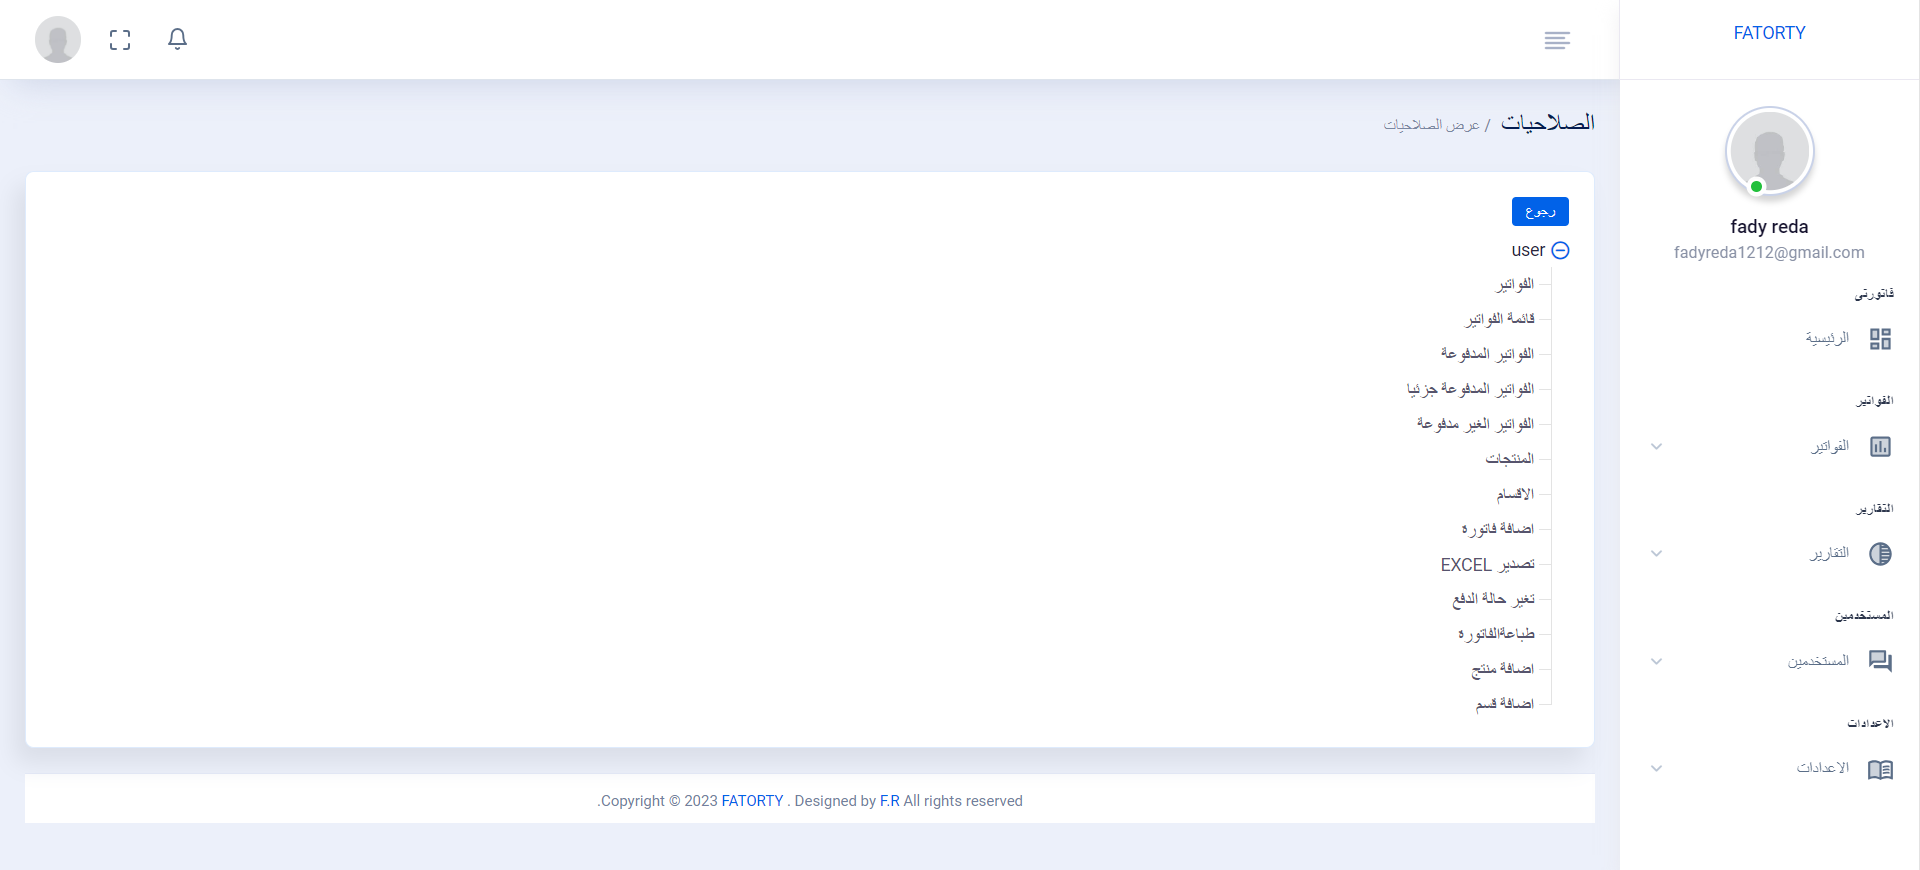 FATORTY
fady reda
fadyreda1212@gmail.com
فاتورتى
الرئيسية
الفواتير
الفواتير
التقارير
التقارير
المستخدمين
المستخدمين
الاعدادات
الاعدادات
الصلاحيات / عرض الصلاحيات
رجوع
user
الفواتير
قائمة الفواتير
الفواتير المدفوعة
الفواتير المدفوعة جزئيا
الفواتير الغير مدفوعة
المنتجات
الاقسام
اضافة فاتورة
تصدير EXCEL
تغير حالة الدفع
طباعةالفاتورة
اضافة منتج
اضافة قسم
.Copyright © 2023 FATORTY . Designed by F.R All rights reserved